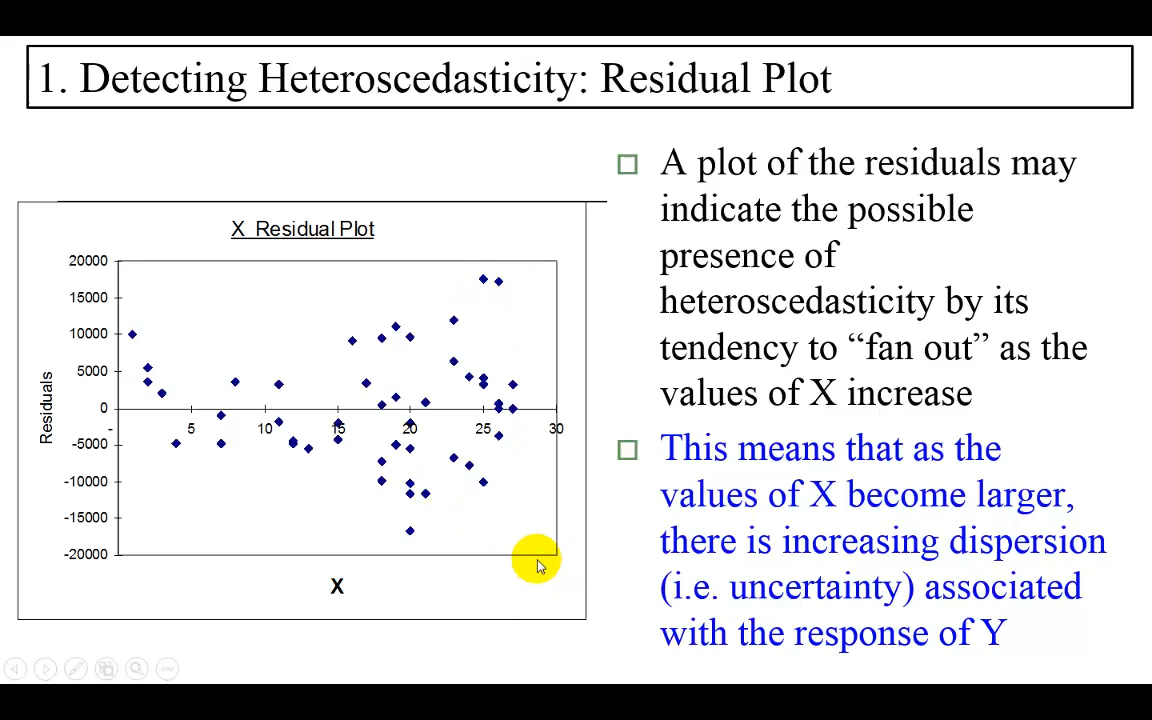 1. Detecting Heteroscedasticity: Residual Plot
X Residual Plot
20000
15000
10000
5000
0
-5000
-10000
-15000
-20000
Residuals
- 5 10 15 20 25 30
X
A plot of the residuals may
indicate the possible
presence of
heteroscedasticity by its
tendency to “fan out” as the
values of X increase
This means that as the
values of X become larger,
there is increasing dispersion
(i.e. uncertainty) associated
with the response of Y